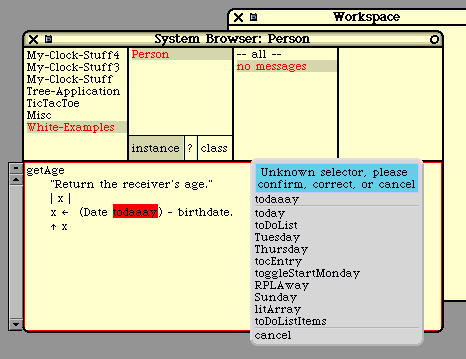 Workspace
System Browser: Person
My-Clock-Stuff4
My-Clock-Stuff3
My-Clock-Stuff
Tree-Application
TicTacToe
Misc
White-Examples
Person
instance ? class
-- all --
no messages
getAge
"Return the receiver's age."
| x |
x ← (Date todaaay) - birthdate.
↑ x
Unknown selector, please
confirm, correct, or cancel
todaaay
today
toDoList
Tuesday
Thursday
tocEntry
toggleStartMonday
RPLAway
Sunday
litArray
toDoListItems
cancel